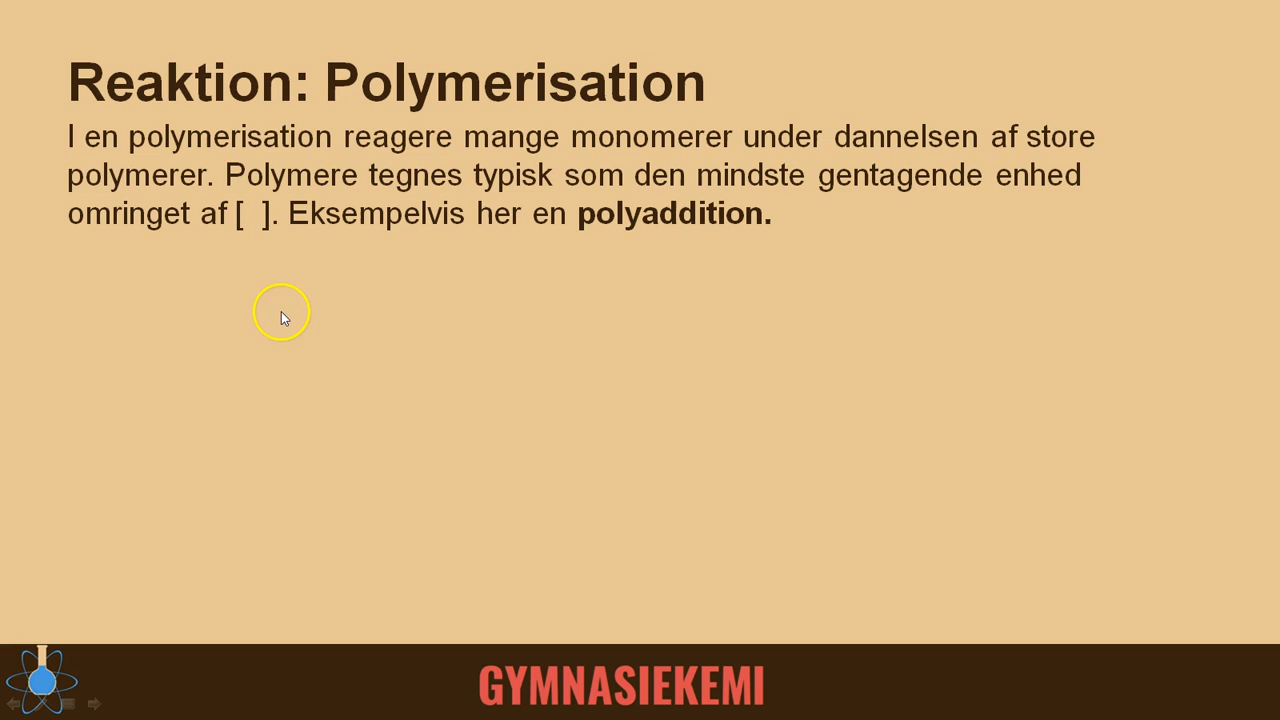 Reaktion: Polymerisation
I en polymerisation reagere mange monomerer under dannelsen af store
polymerer. Polymere tegnes typisk som den mindste gentagende enhed
omringet af [ ]. Eksempelvis her en polyaddition.
GYMNASIEKEMI